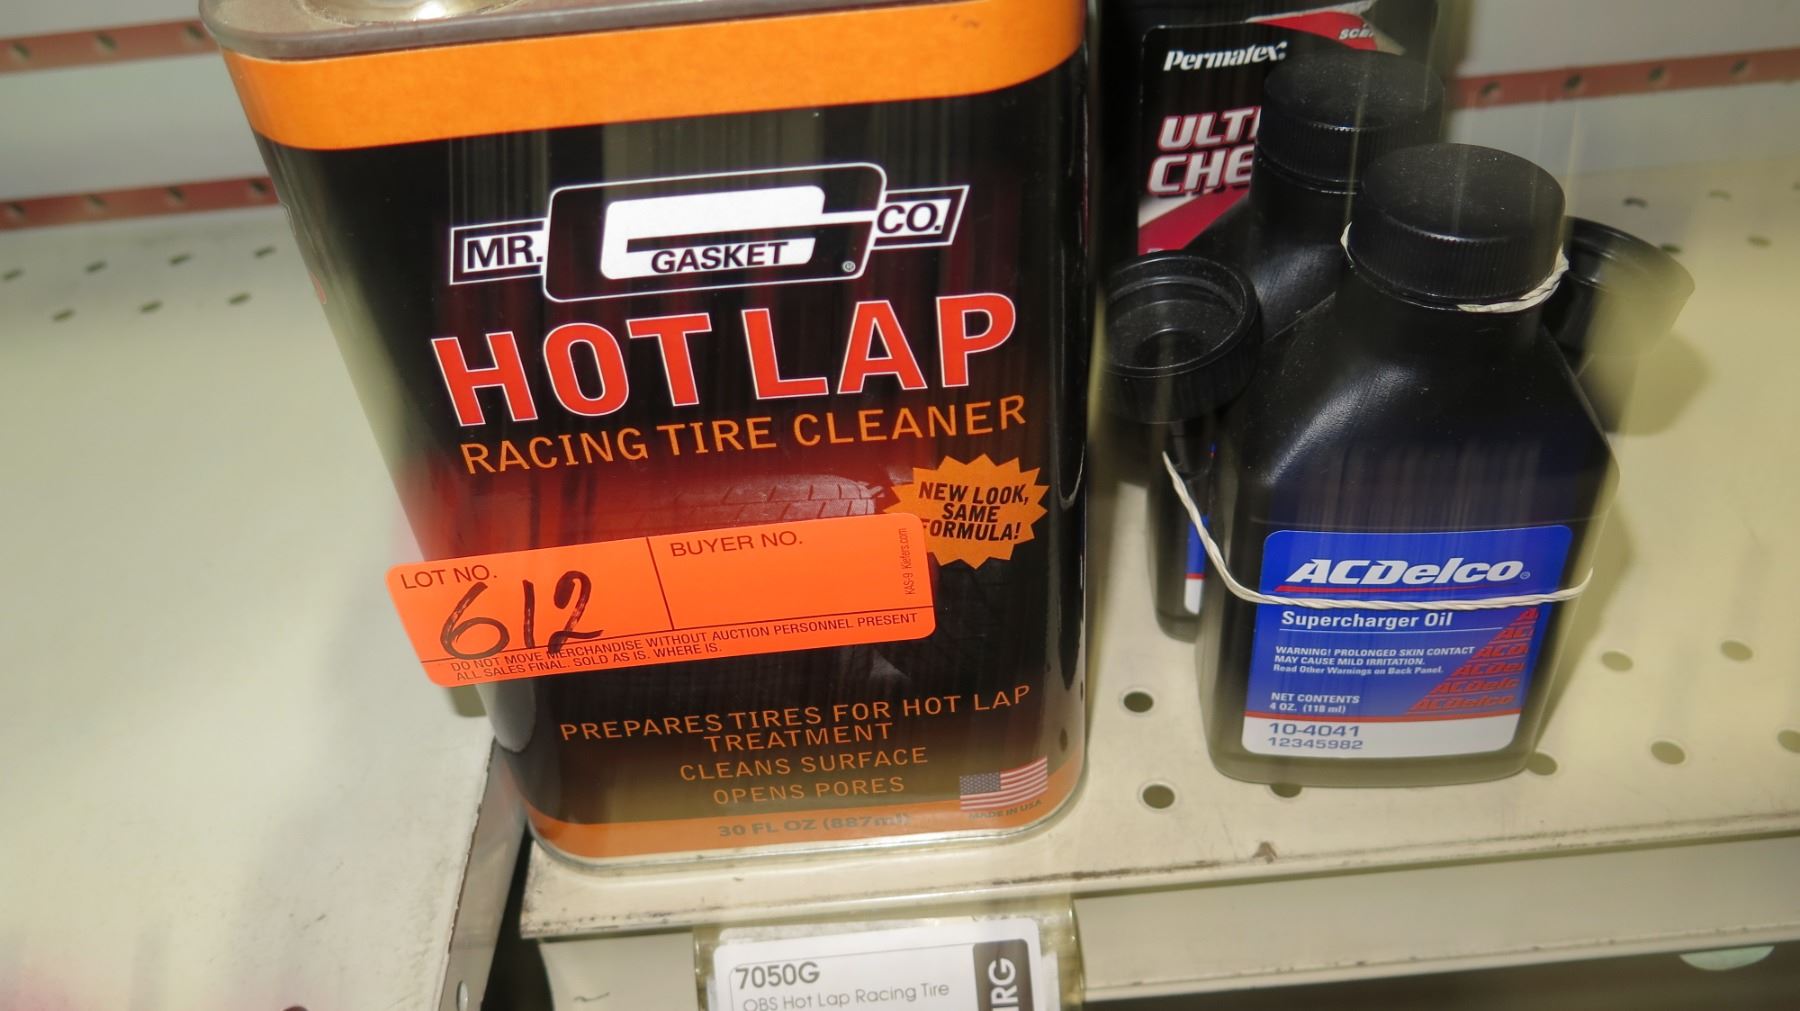 MR. GASKET CO.
HOT LAP
RACING TIRE CLEANER
NEW LOOK,
SAME
FORMULA!
LOT NO.
612
BUYER NO.
KAS-9 Kiefers.com
DO NOT MOVE MERCHANDISE WITHOUT AUCTION PERSONNEL PRESENT
ALL SALES FINAL. SOLD AS IS. WHERE IS.
PREPARES TIRES FOR HOT LAP
TREATMENT
CLEANS SURFACE
OPENS PORES
30 FL OZ (887ml)
MADE IN USA
Permatex
ACDelco
Supercharger Oil
WARNING! PROLONGED SKIN CONTACT
MAY CAUSE MILD IRRITATION.
Read Other Warnings on Back Panel.
NET CONTENTS
4 OZ. (118 ml)
10-4041
12345982
7050G
OBS Hot Lap Racing Tire